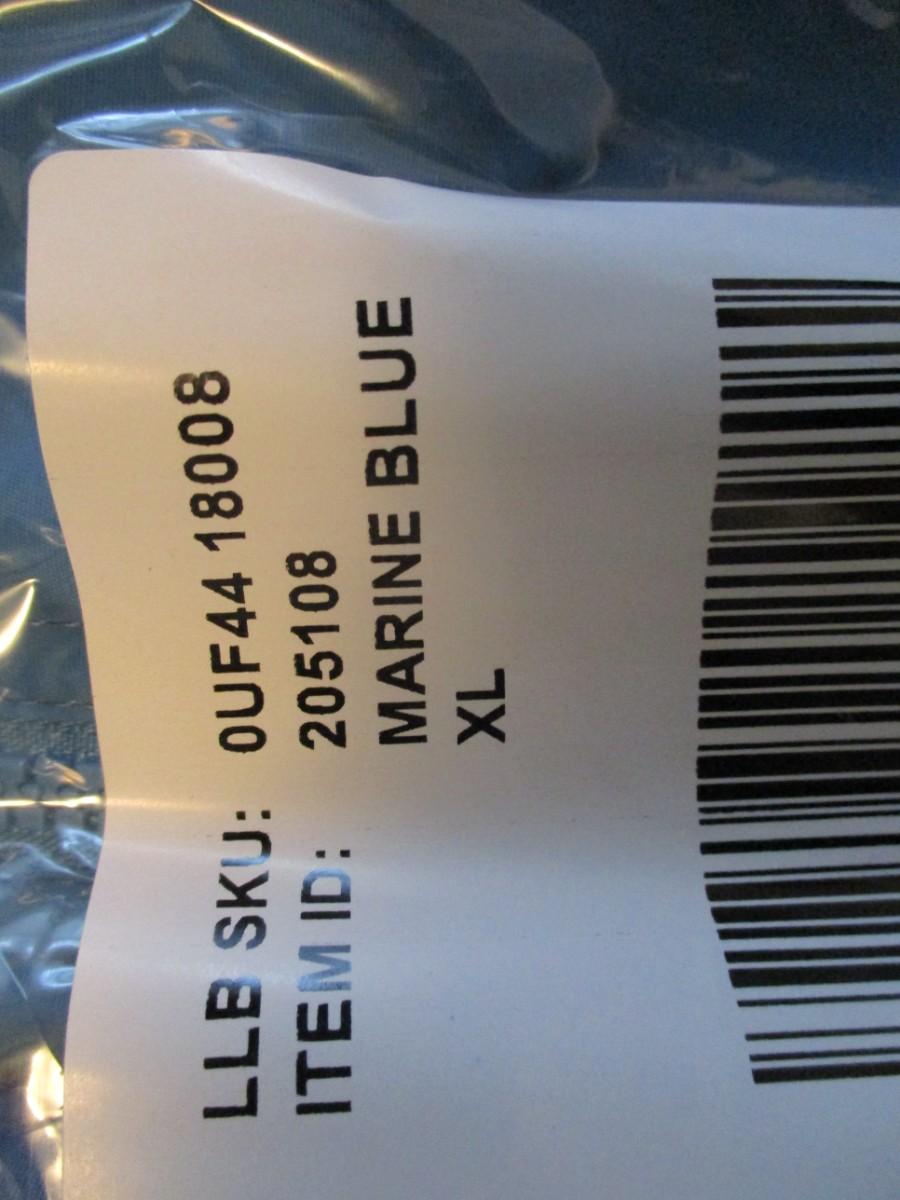 LLB SKU: 0UF44 18008
ITEM ID: 205108
MARINE BLUE
XL